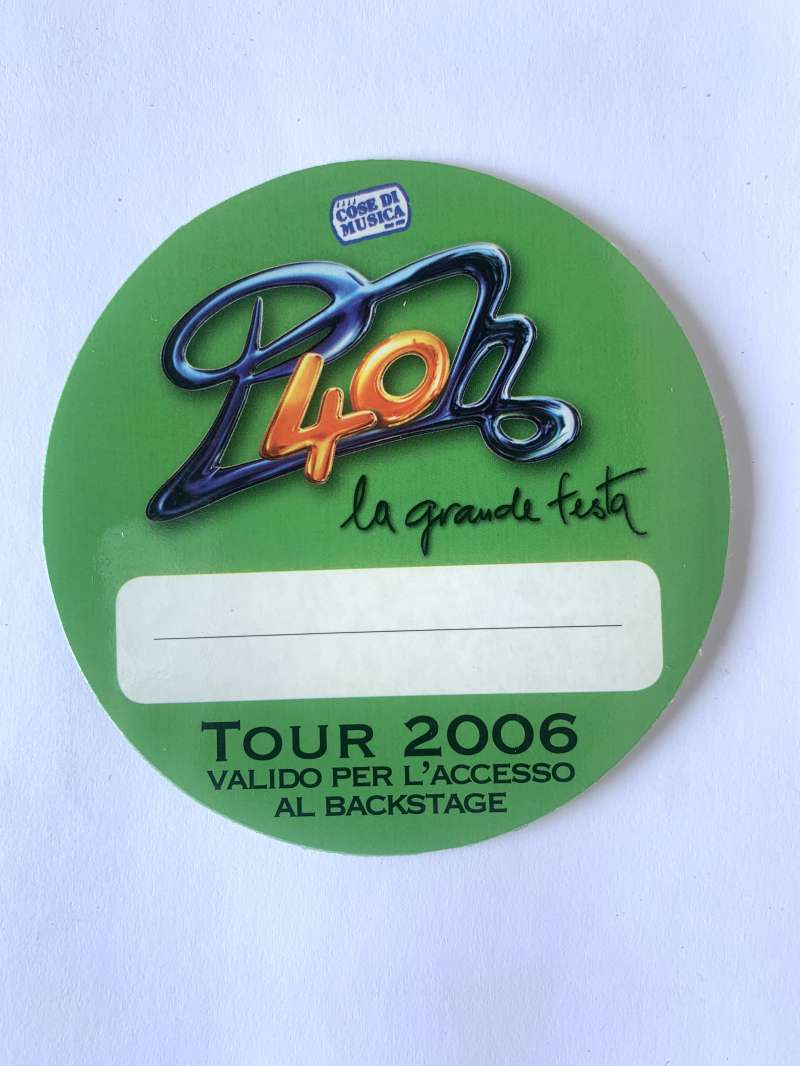 COSE DI
MUSICA
Pooh
40
la grande festa
TOUR 2006
VALIDO PER L'ACCESSO
AL BACKSTAGE